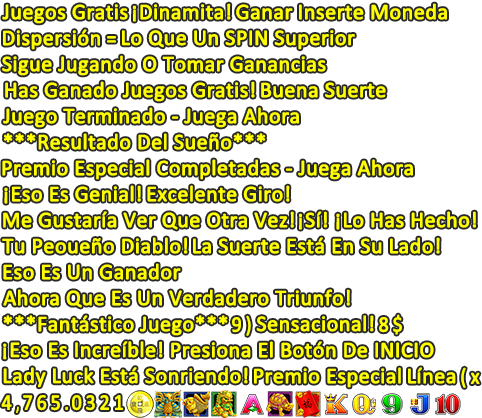 Juegos Gratis ¡Dinamita! Ganar Inserte Moneda
Dispersión = Lo Que Un SPIN Superior
Sigue Jugando O Tomar Ganancias
Has Ganado Juegos Gratis! Buena Suerte
Juego Terminado - Juega Ahora
***Resultado Del Sueño***
Premio Especial Completadas - Juega Ahora
¡Eso Es Genial! Excelente Giro!
Me Gustaría Ver Que Otra Vez! ¡Sí! ¡Lo Has Hecho!
Tu Peoueño Diablo! La Suerte Está En Su Lado!
Eso Es Un Ganador
Ahora Que Es Un Verdadero Triunfo!
***Fantástico Juego***9) Sensacional! 8$
¡Eso Es Increíble! Presiona El Botón De INICIO
Lady Luck Está Sonriendo! Premio Especial Línea ( x
4,765.0321 A K Q 9 J 10